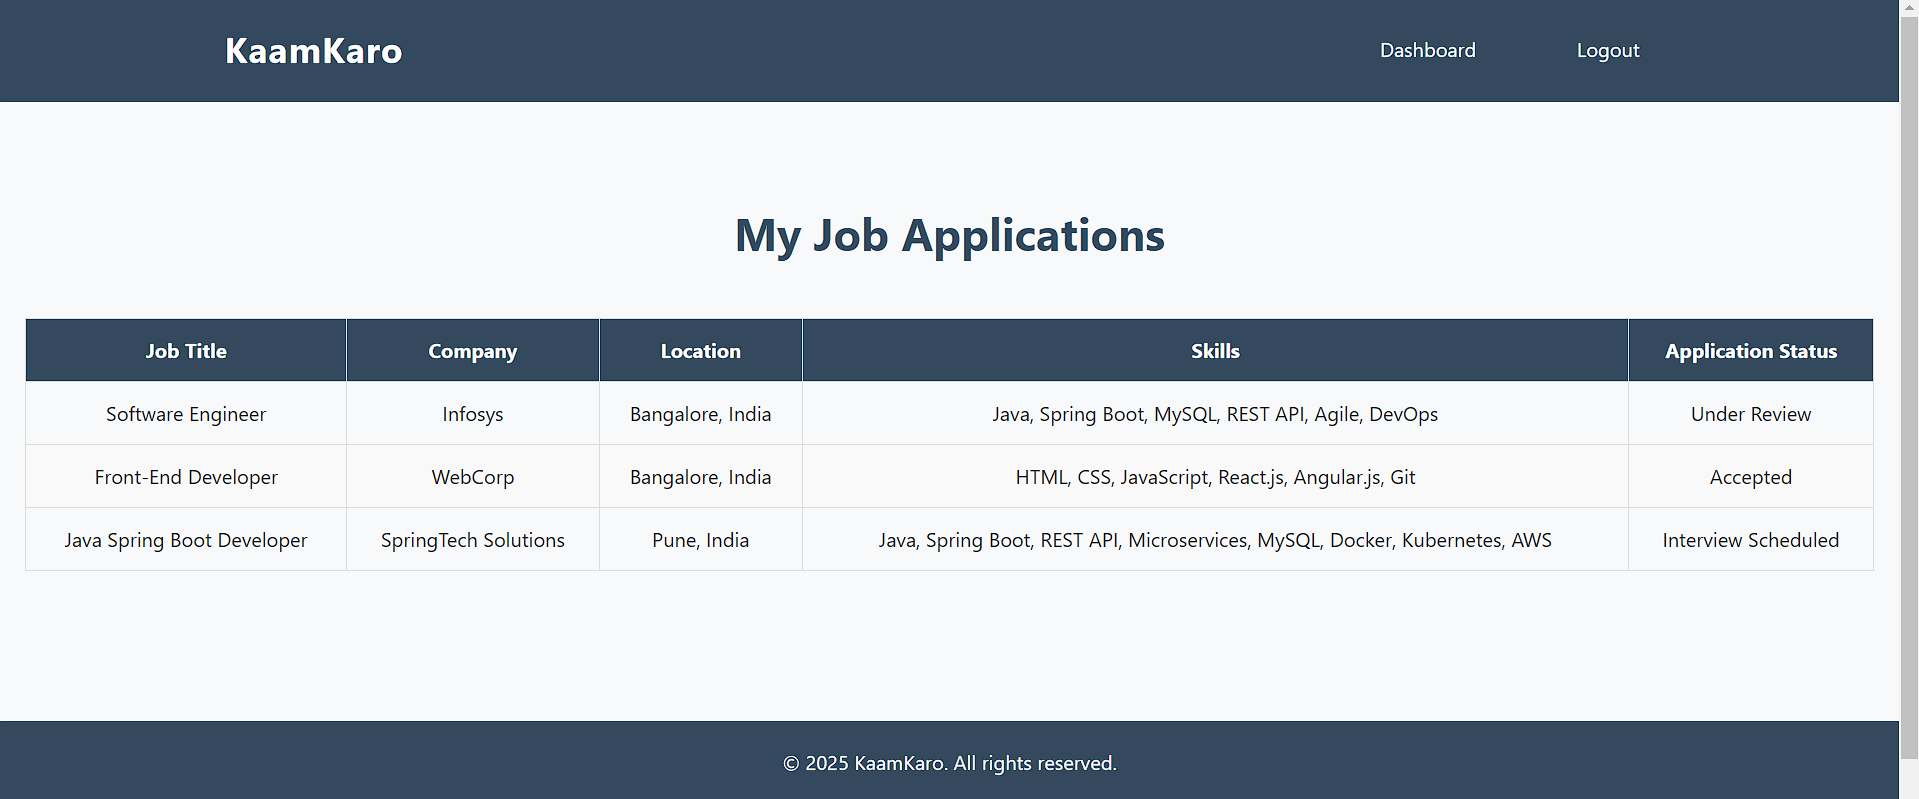 KaamKaro Dashboard Logout
My Job Applications
Job Title Company Location Skills Application Status
Software Engineer Infosys Bangalore, India Java, Spring Boot, MySQL, REST API, Agile, DevOps Under Review
Front-End Developer WebCorp Bangalore, India HTML, CSS, JavaScript, React.js, Angular.js, Git Accepted
Java Spring Boot Developer SpringTech Solutions Pune, India Java, Spring Boot, REST API, Microservices, MySQL, Docker, Kubernetes, AWS Interview Scheduled
© 2025 KaamKaro. All rights reserved.